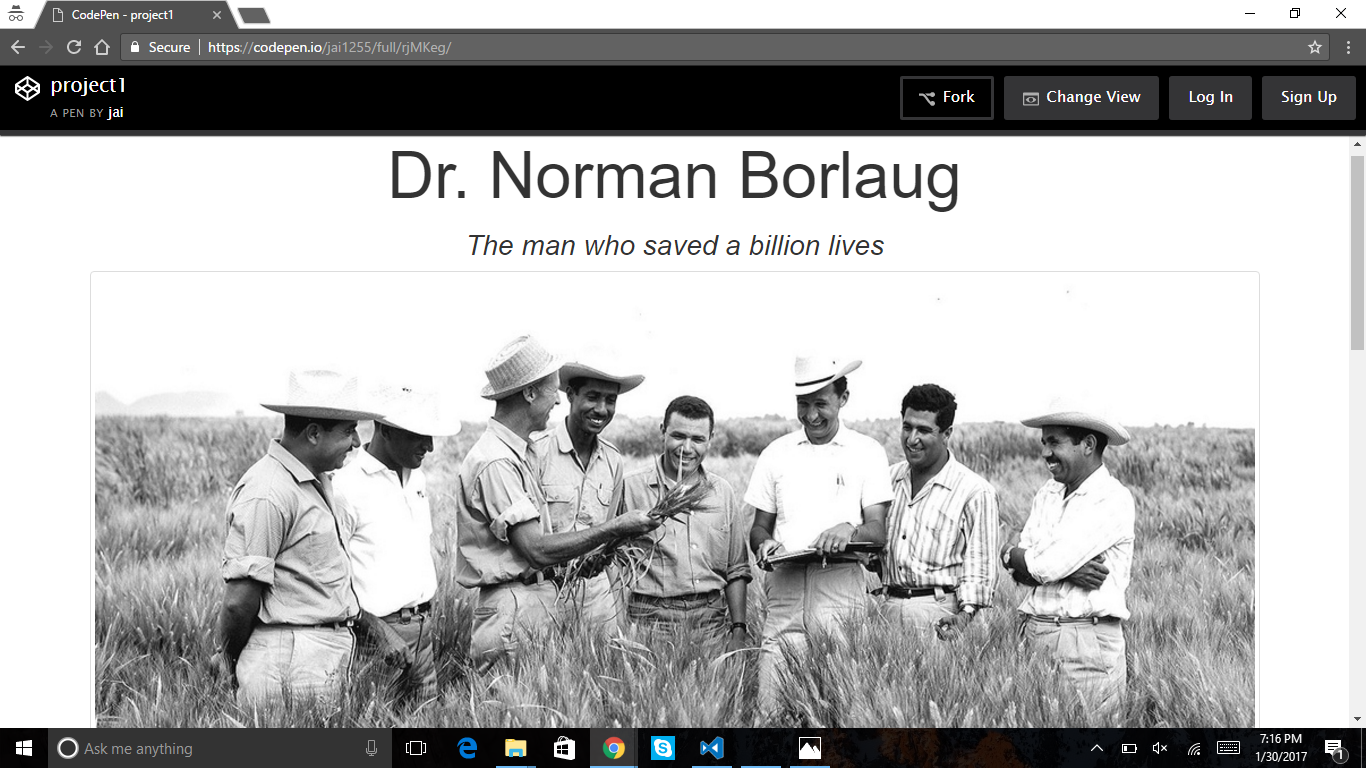 CodePen - project1
Secure https://codepen.io/jai1255/full/rjMKeg/
project1
A PEN BY jai
Fork
Change View
Log In
Sign Up
Dr. Norman Borlaug
The man who saved a billion lives
Ask me anything
7:16 PM
1/30/2017
1